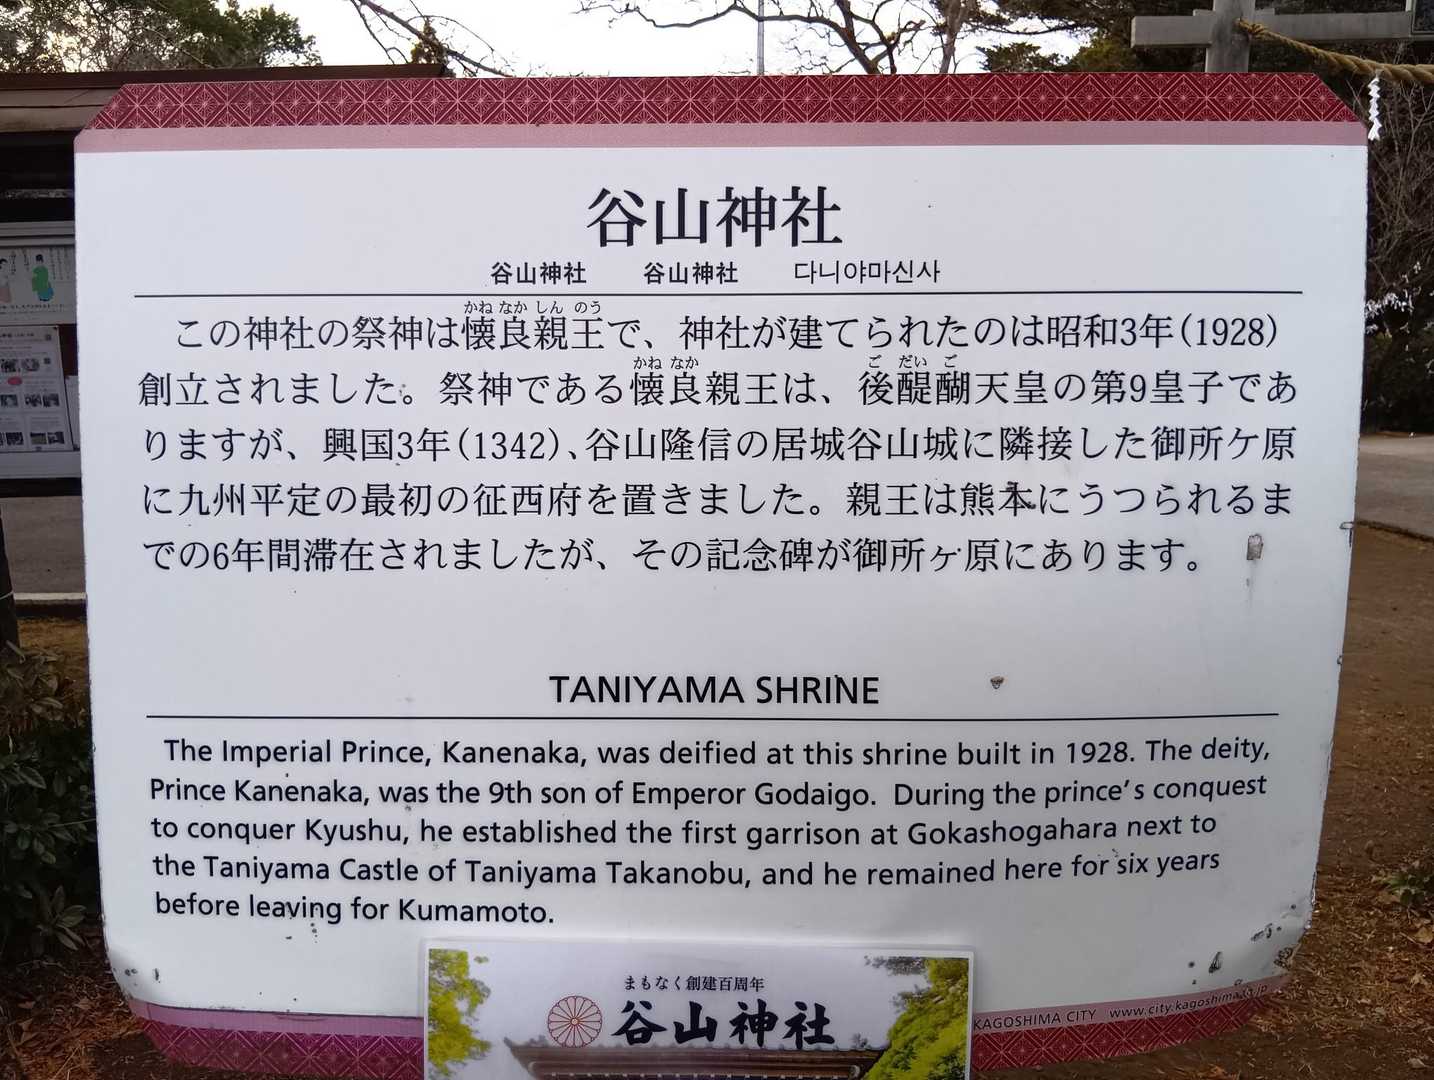 谷山神社
谷山神社 谷山神社 다니야마신사
かね なか しん のう
この神社の祭神は懐良親王で、神社が建てられたのは昭和3年(1928)
かね なか ご だい ご
創立されました。祭神である懐良親王は、後醍醐天皇の第9皇子であ
りますが、興国3年(1342)、谷山隆信の居城谷山城に隣接した御所ケ原
に九州平定の最初の征西府を置きました。親王は熊本にうつられるま
での6年間滞在されましたが、その記念碑が御所ヶ原にあります。
TANIYAMA SHRINE
The Imperial Prince, Kanenaka, was deified at this shrine built in 1928. The deity,
Prince Kanenaka, was the 9th son of Emperor Godaigo. During the prince's conquest
to conquer Kyushu, he established the first garrison at Gokashogahara next to
the Taniyama Castle of Taniyama Takanobu, and he remained here for six years
before leaving for Kumamoto.
まもなく創建百周年
谷山神社
KAGOSHIMA CITY www.city.kagoshima.lg.jp